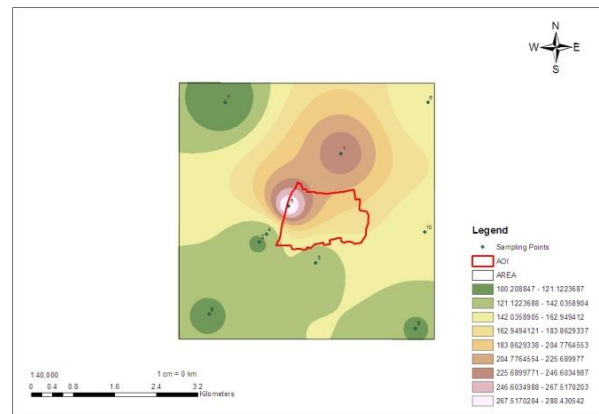 N
W E
S
1
Legend
Sampling Points
AOI
AREA
100.208847 - 121.1223687
121.1223688 - 142.0358904
142.0358905 - 162.949412
162.9494121 - 183.8629337
183.8629338 - 204.7764553
204.7764554 - 225.689977
225.6899771 - 246.6034987
246.6034988 - 267.5170203
267.5170204 - 288.430542
1:40,000 1 cm = 0 km
0 0.4 0.8 1.6 2.4 3.2
Kilometers